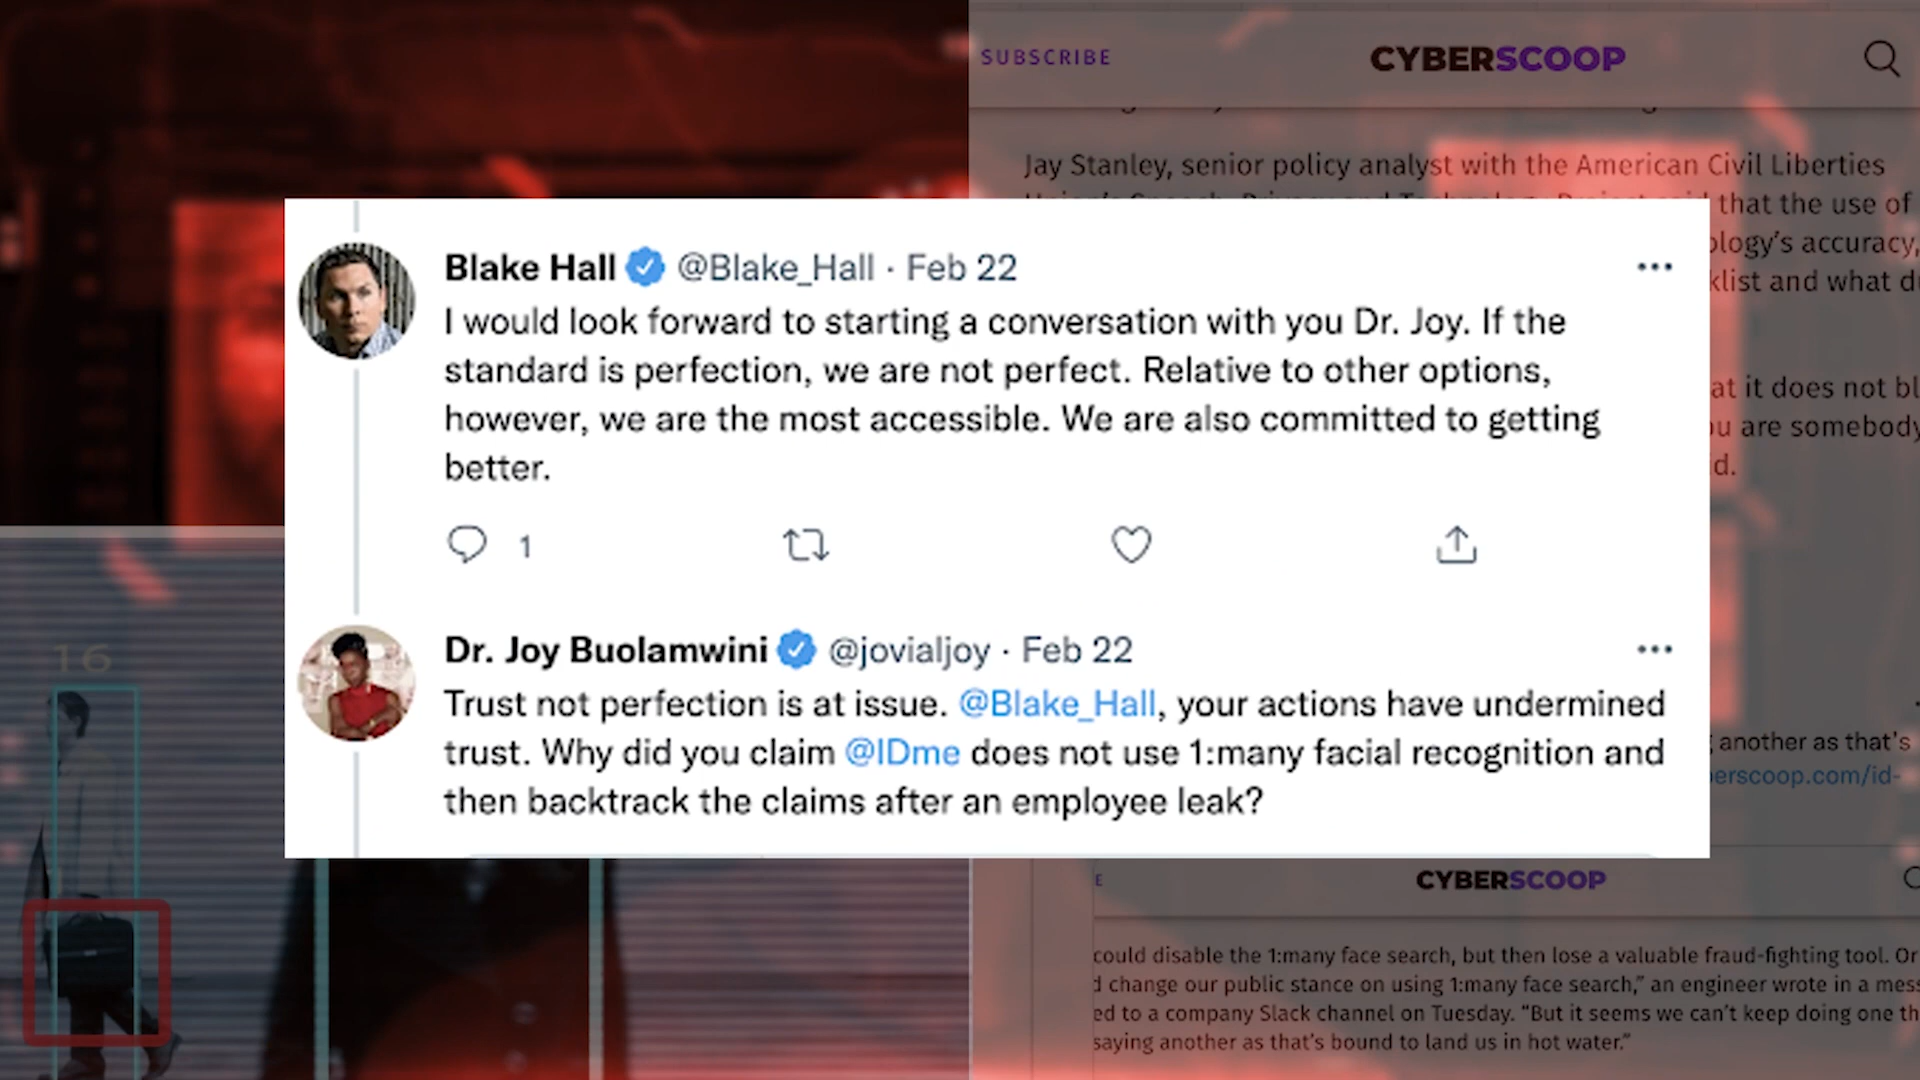 SUBSCRIBE
CYBERSCOOP
Jay Stanley, senior policy analyst with the American Civil Liberties
that the use of
accuracy,
and what
Blake Hall @Blake_Hall · Feb 22
I would look forward to starting a conversation with you Dr. Joy. If the
standard is perfection, we are not perfect. Relative to other options,
however, we are the most accessible. We are also committed to getting
better.
1
at it does not
are somebody
Dr. Joy Buolamwini @jovialjoy · Feb 22
Trust not perfection is at issue. @Blake_Hall, your actions have undermined
trust. Why did you claim @IDme does not use 1:many facial recognition and
then backtrack the claims after an employee leak?
another as that's
erscoop.com/id-
16
CYBERSCOOP
could disable the 1:many face search, but then lose a valuable fraud-fighting tool. Or
change our public stance on using 1:many face search,” an engineer wrote in a
ed to a company Slack channel on Tuesday. “But it seems we can’t keep doing one
saying another as that’s bound to land us in hot water.”